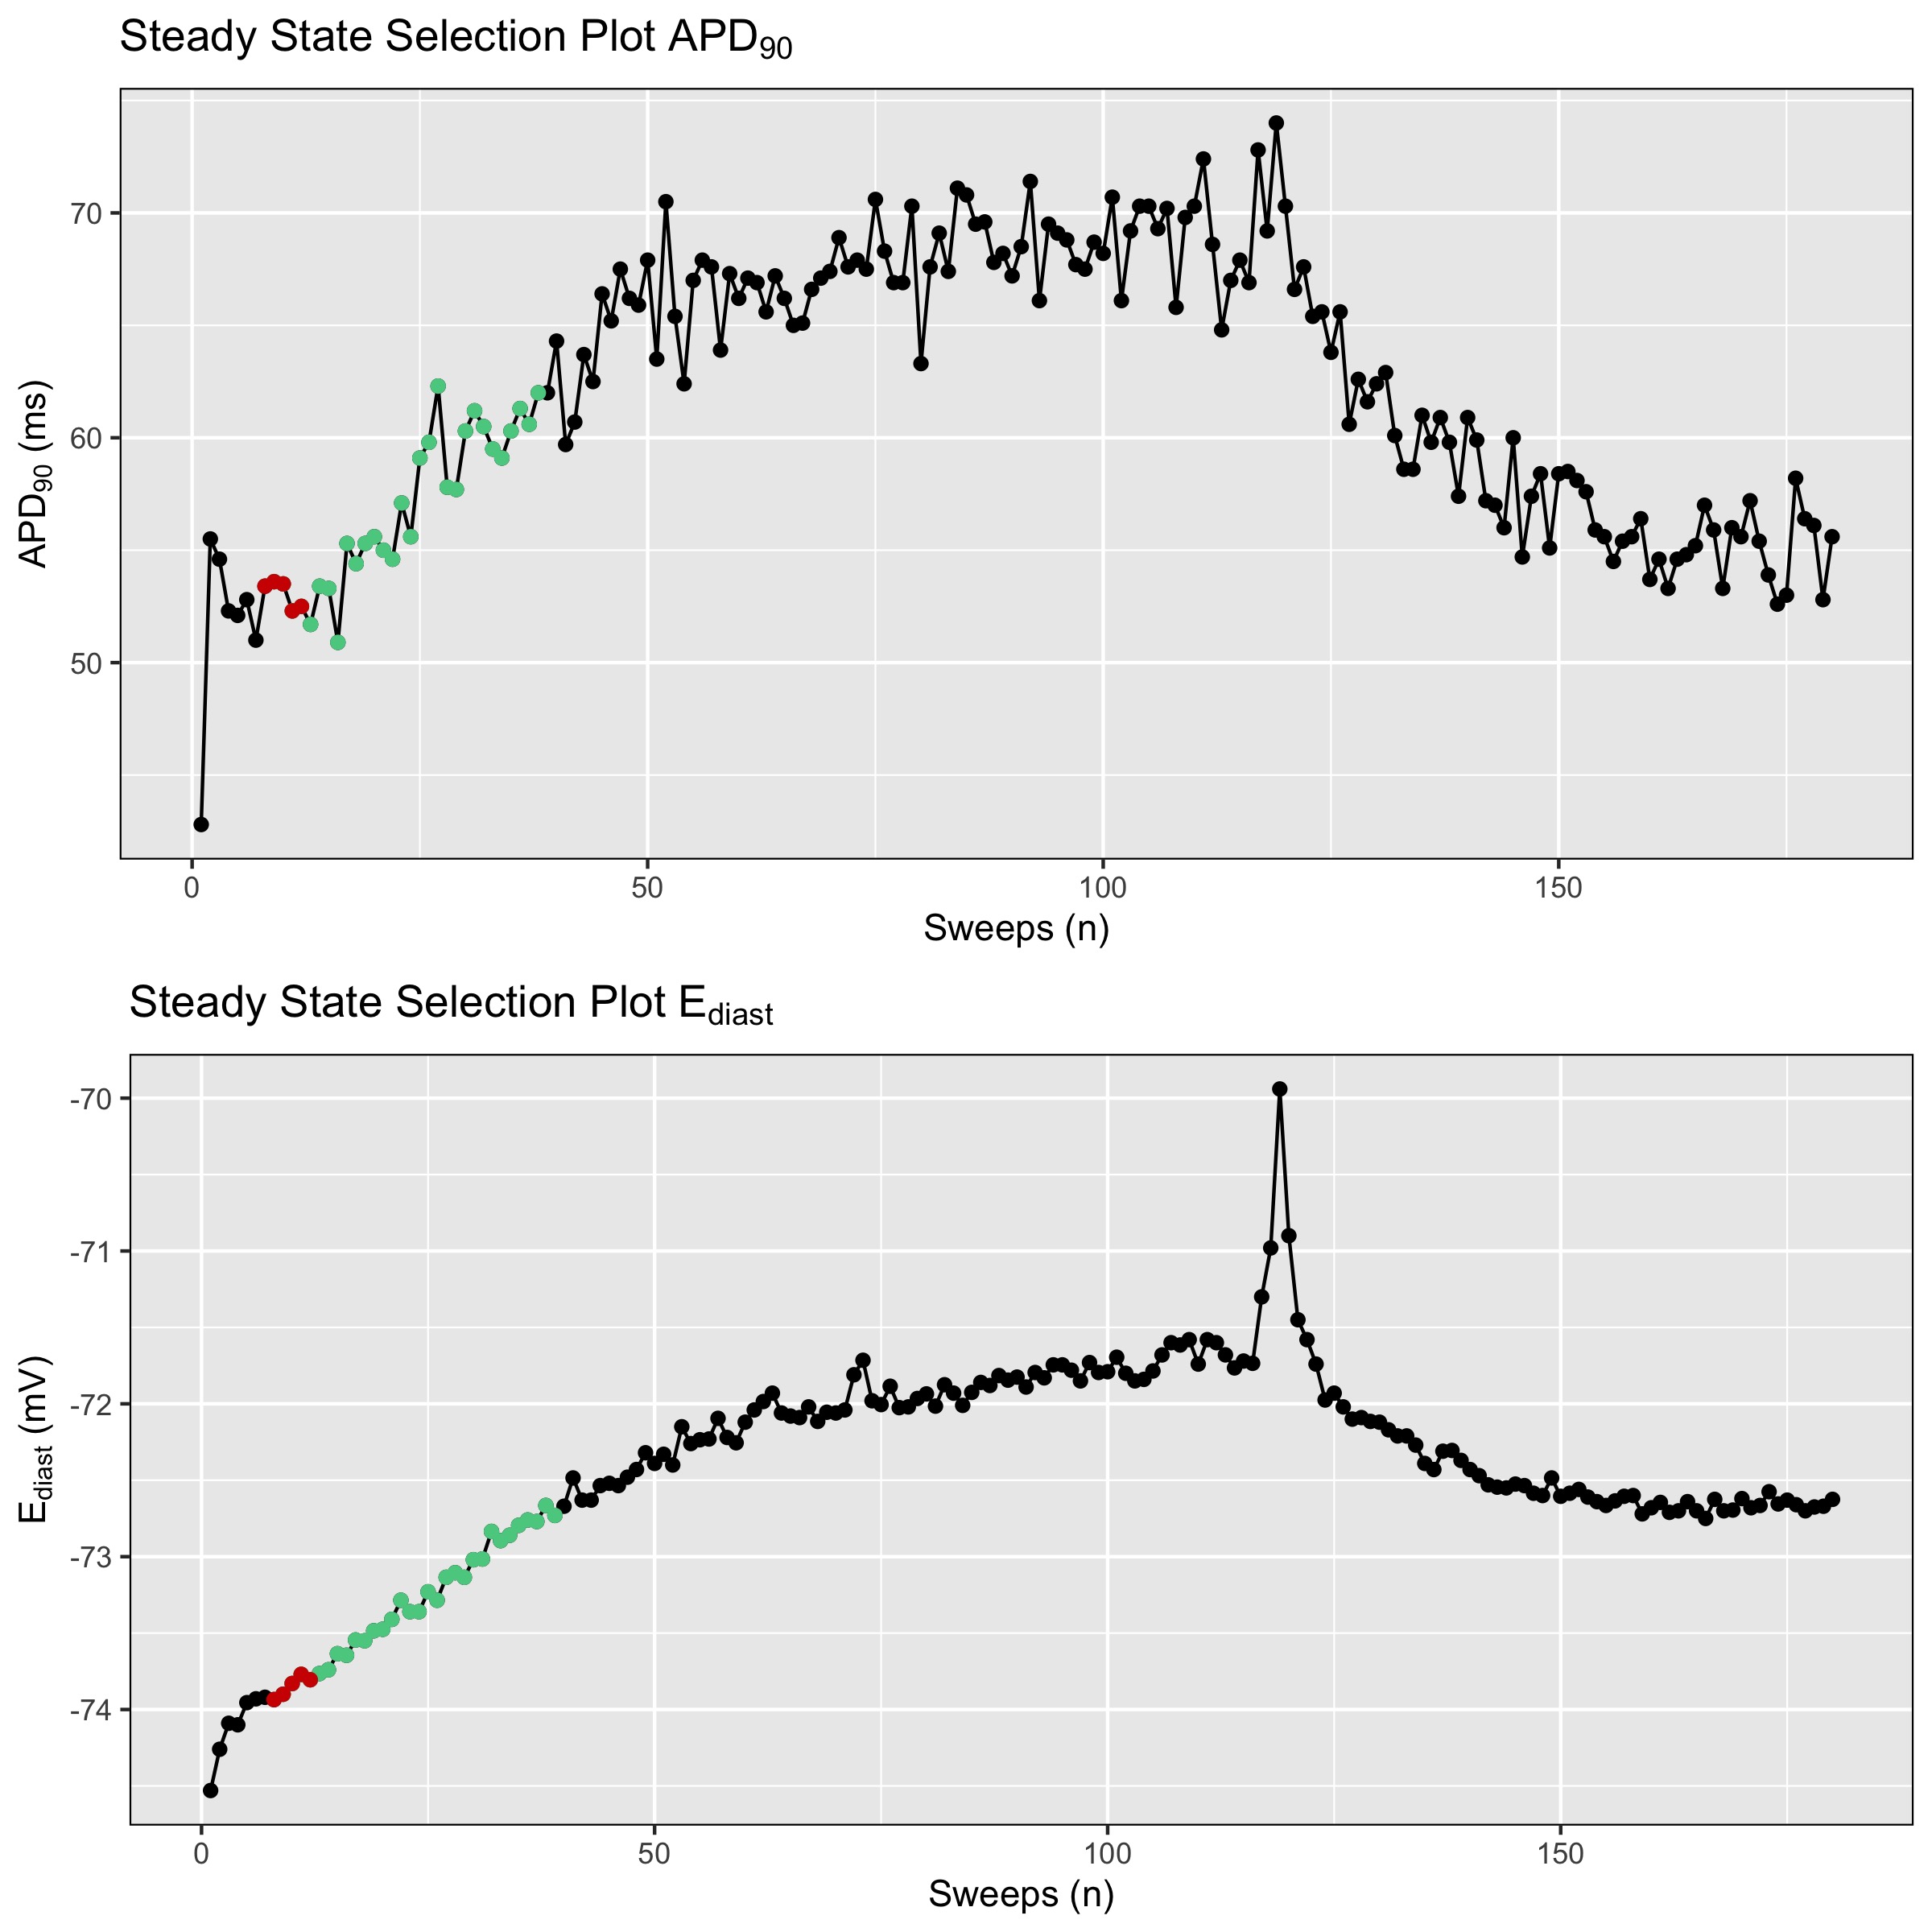 Steady State Selection Plot APD90
70
60
50
APD90 (ms)
0 50 100 150
Sweeps (n)
Steady State Selection Plot Ediast
-70
-71
-72
-73
-74
Ediast (mV)
0 50 100 150
Sweeps (n)